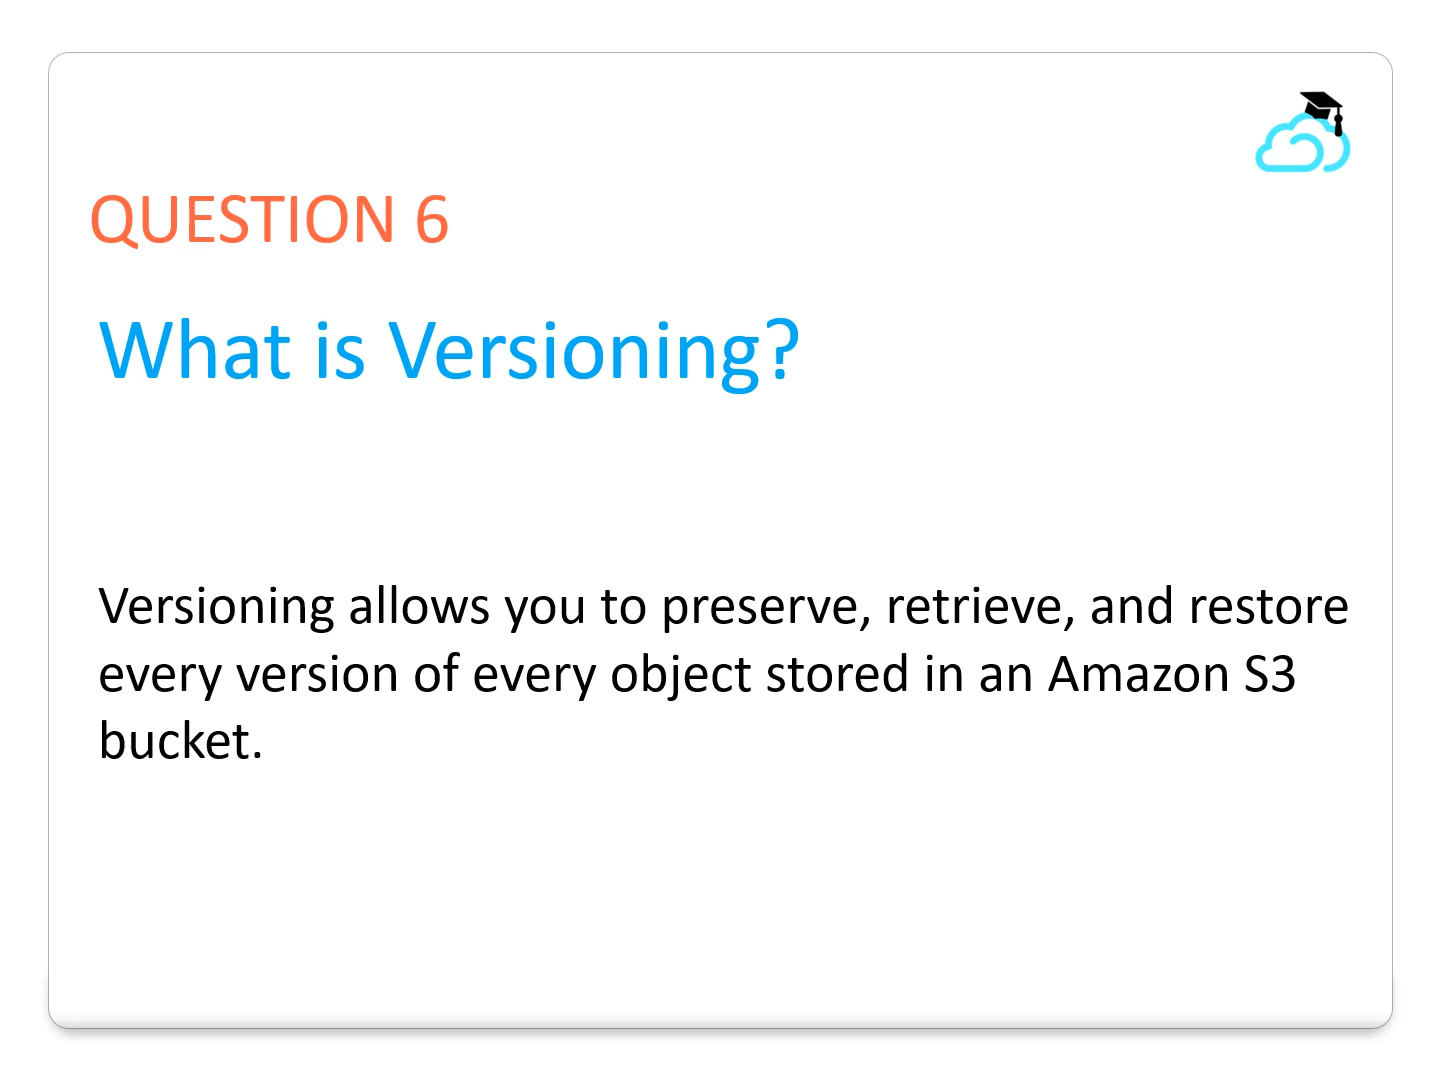 QUESTION 6
What is Versioning?
Versioning allows you to preserve, retrieve, and restore
every version of every object stored in an Amazon S3
bucket.